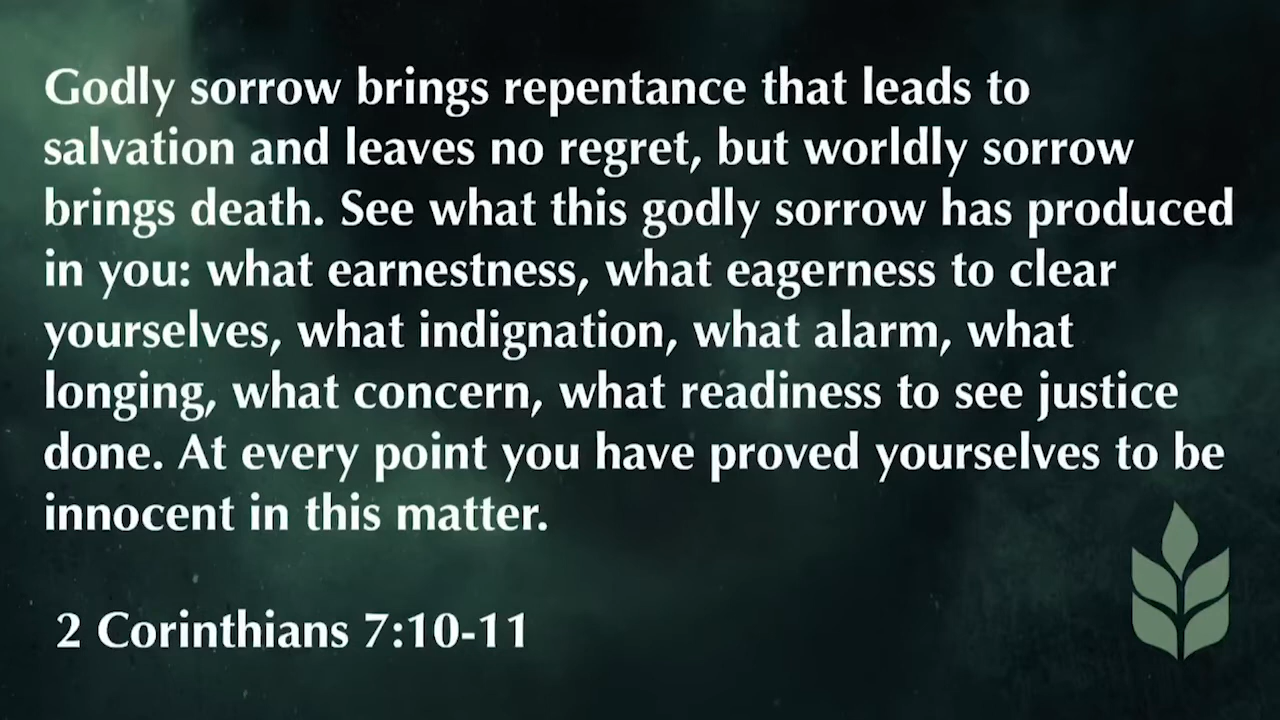 Godly sorrow brings repentance that leads to
salvation and leaves no regret, but worldly sorrow
brings death. See what this godly sorrow has produced
in you: what earnestness, what eagerness to clear
yourselves, what indignation, what alarm, what
longing, what concern, what readiness to see justice
done. At every point you have proved yourselves to be
innocent in this matter.
2 Corinthians 7:10-11